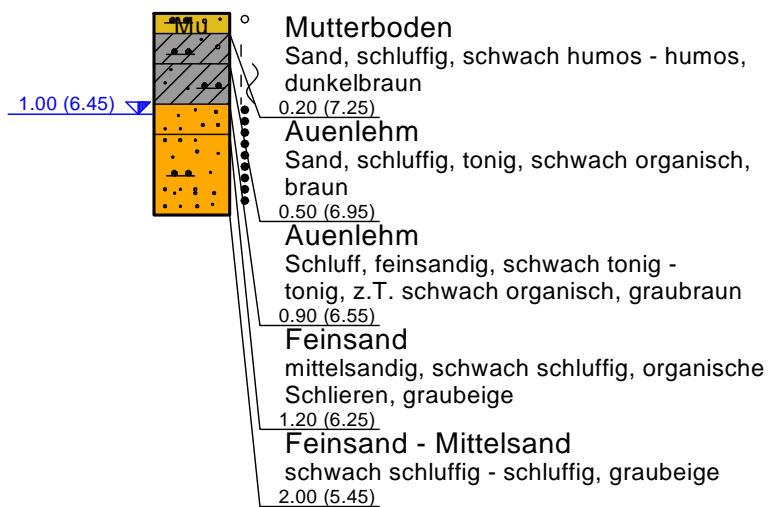 Mu
Mutterboden
Sand, schluffig, schwach humos - humos,
dunkelbraun
0.20 (7.25)
1.00 (6.45)
Auenlehm
Sand, schluffig, tonig, schwach organisch,
braun
0.50 (6.95)
Auenlehm
Schluff, feinsandig, schwach tonig -
tonig, z.T. schwach organisch, graubraun
0.90 (6.55)
Feinsand
mittelsandig, schwach schluffig, organische
Schlieren, graubeige
1.20 (6.25)
Feinsand - Mittelsand
schwach schluffig - schluffig, graubeige
2.00 (5.45)